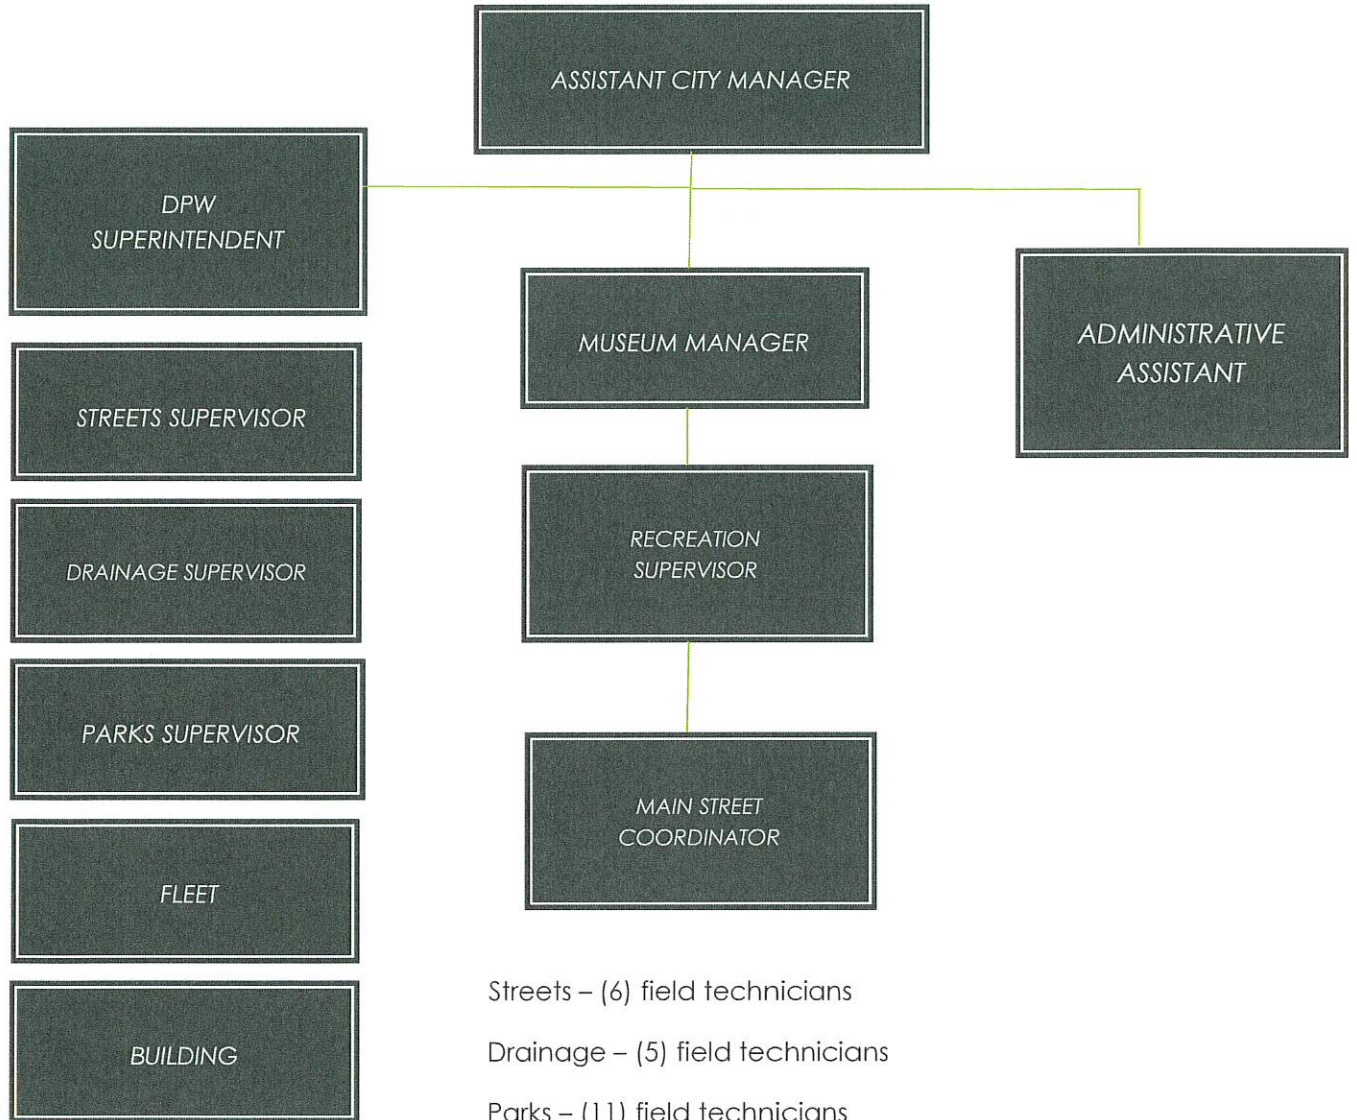 ASSISTANT CITY MANAGER
DPW
SUPERINTENDENT
STREETS SUPERVISOR
DRAINAGE SUPERVISOR
PARKS SUPERVISOR
FLEET
BUILDING
MUSEUM MANAGER
RECREATION
SUPERVISOR
MAIN STREET
COORDINATOR
ADMINISTRATIVE
ASSISTANT
Streets – (6) field technicians
Drainage – (5) field technicians
Parks – (11) field technicians